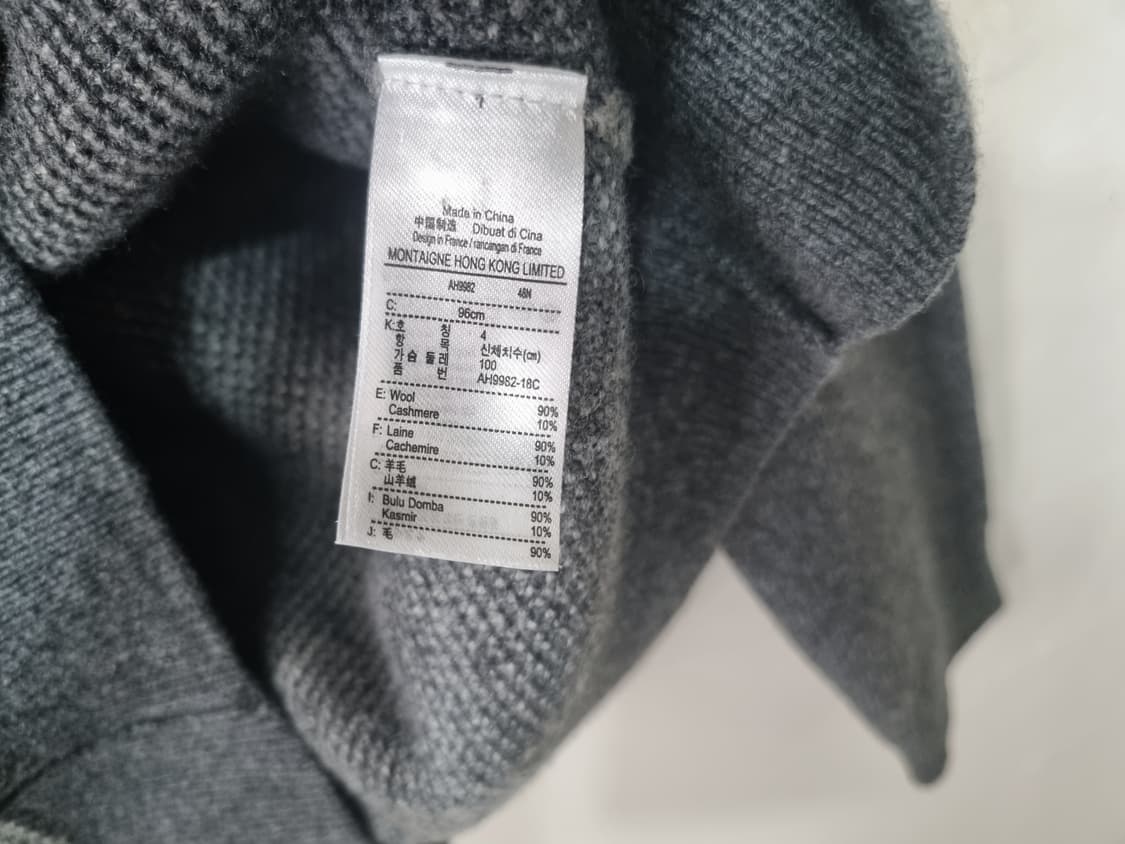 Made in China
中国制造 Dibuat di Cina
Design in France / rancangan di France
MONTAIGNE HONG KONG LIMITED
AH9982 48N
C: 96cm
K:호 칭 4
항 목 신체치수(㎝)
가슴 둘레 100
품 번 AH9982-18C
E: Wool 90%
Cashmere 10%
F: Laine 90%
Cachemire 10%
C: 羊毛 90%
山羊绒 10%
I: Bulu Domba 90%
Kasmir 10%
J: 毛 90%